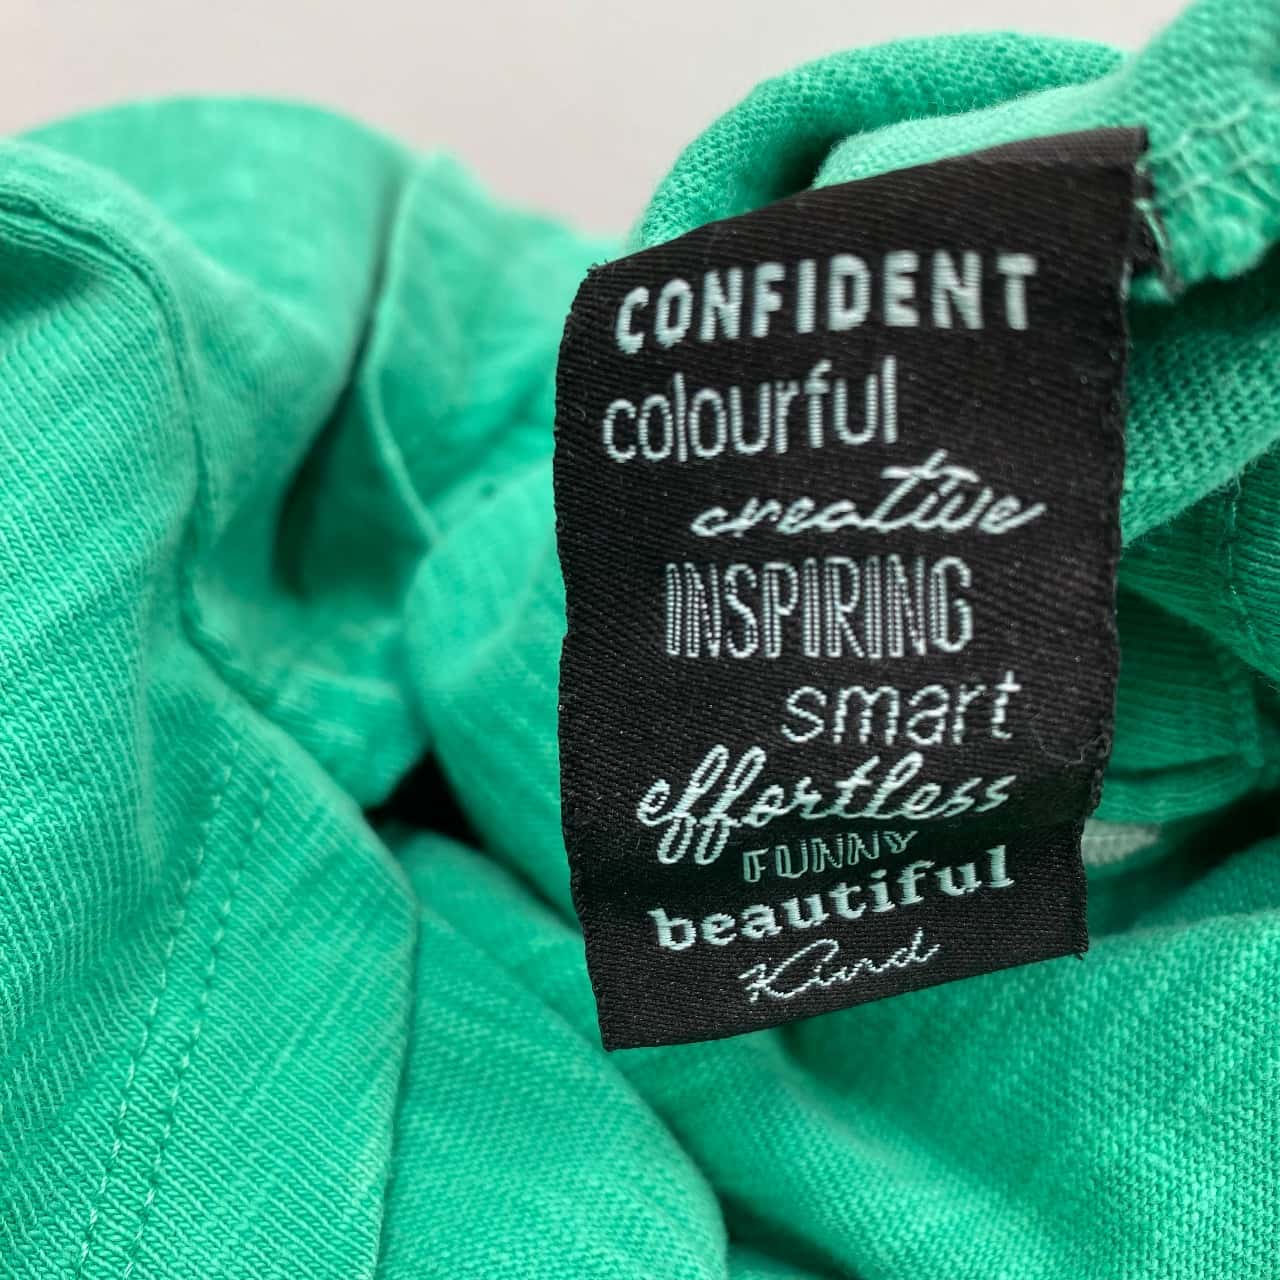 CONFIDENT
colourful
creative
INSPIRING
smart
effortless
FUNNY
beautiful
Kind